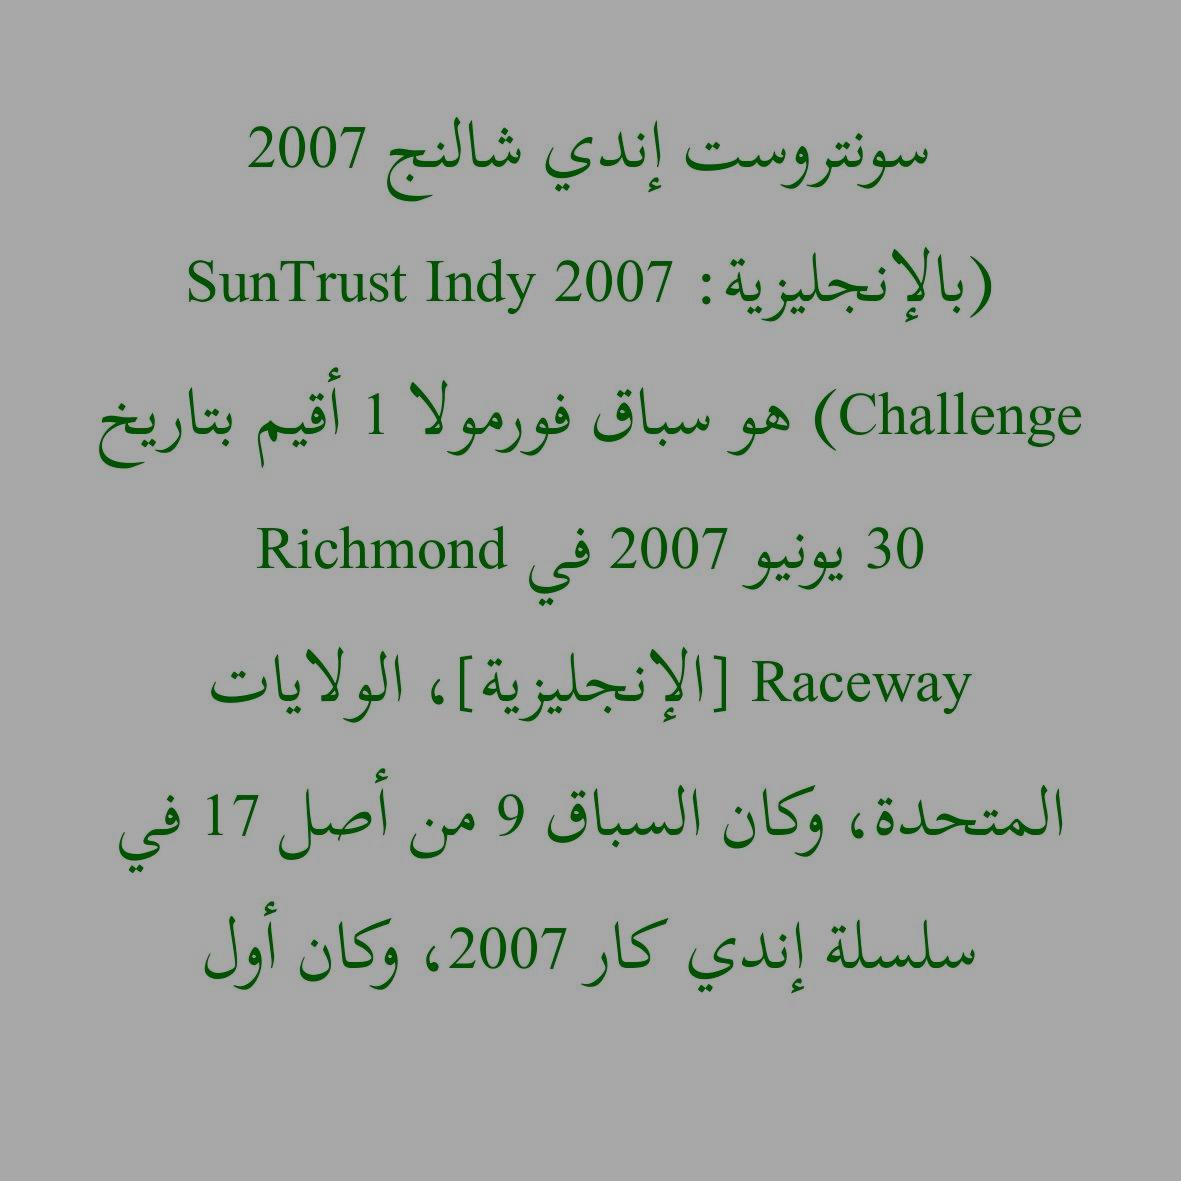 سونتروست إندي شالنج 2007
(بالإنجليزية: 2007 SunTrust Indy
Challenge) هو سباق فورمولا 1 أقيم بتاريخ
30 يونيو 2007 في Richmond
Raceway [الإنجليزية]، الولايات
المتحدة، وكان السباق 9 من أصل 17 في
سلسلة إندي كار 2007، وكان أول